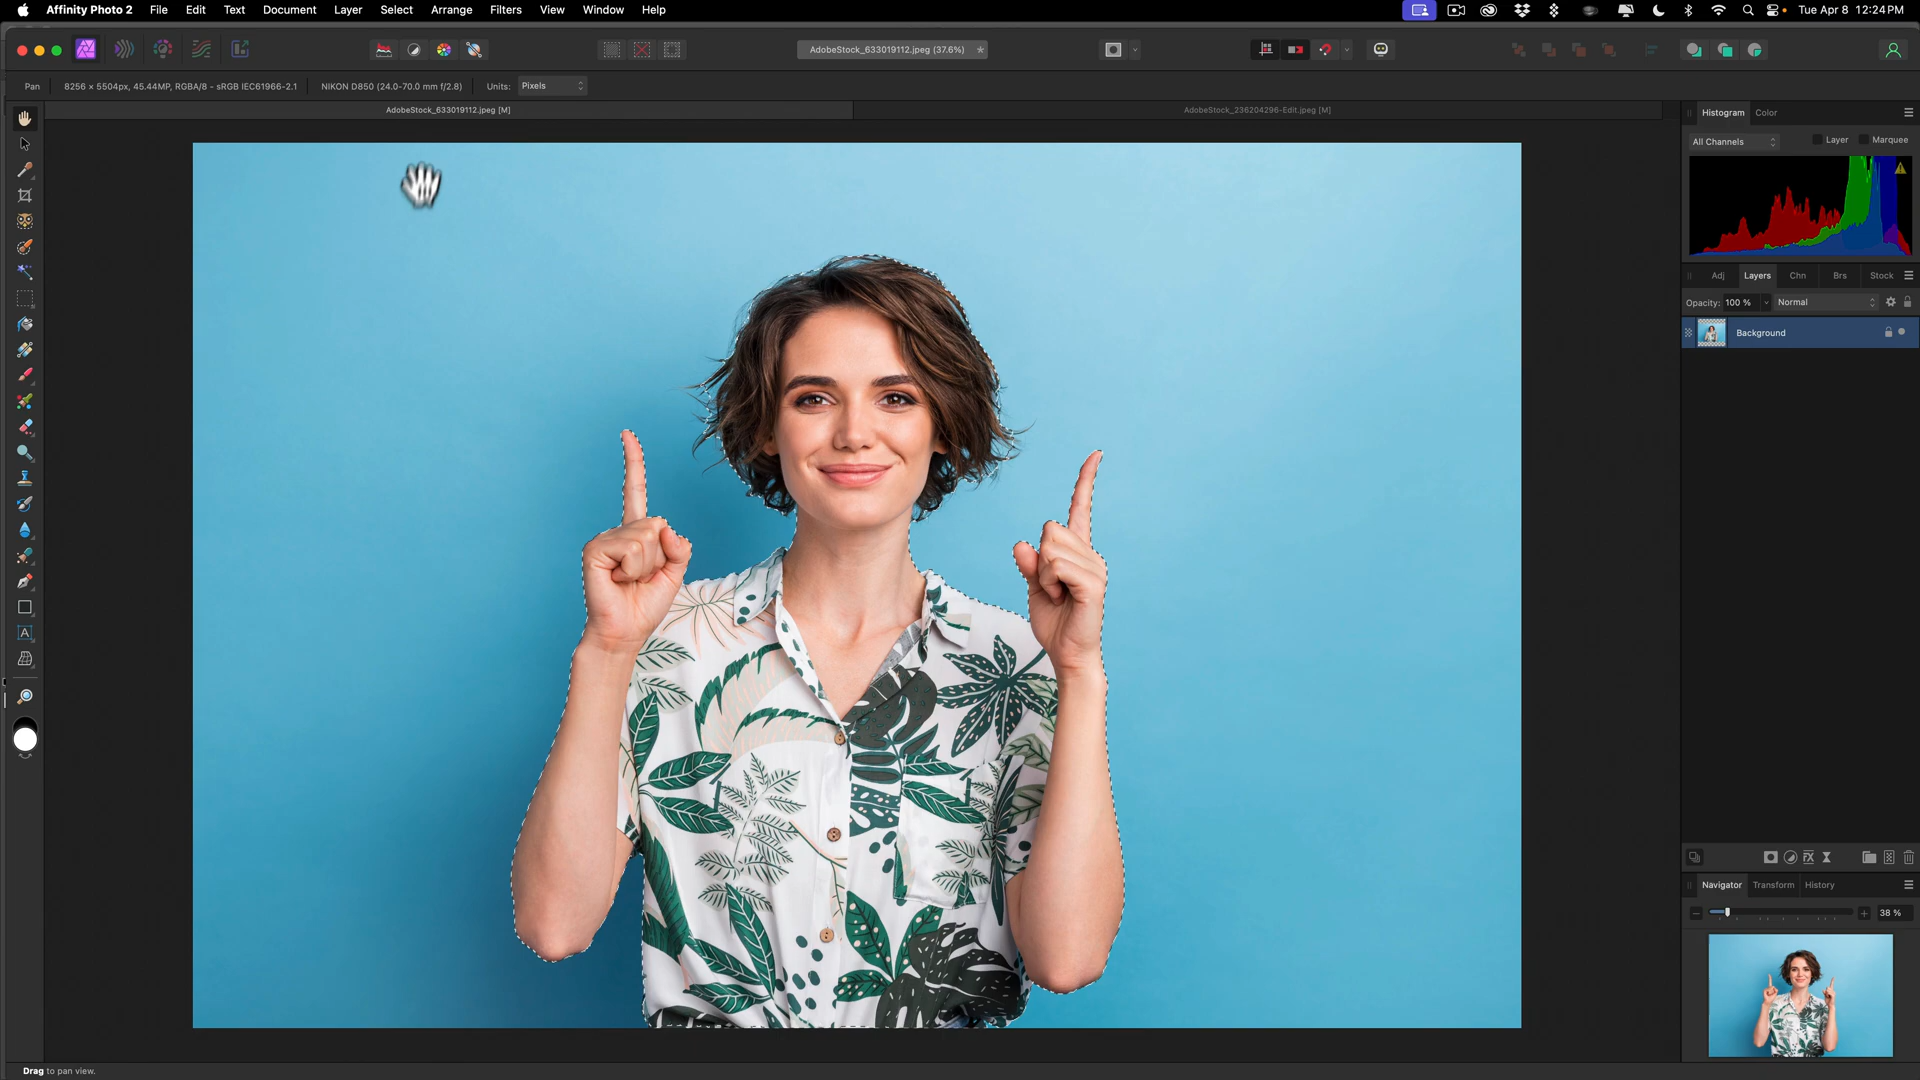 Affinity Photo 2 File Edit Text Document Layer Select Arrange Filters View Window Help Tue Apr 8 12:24 PM
AdobeStock_633019112.jpeg (37.6%)
Pan 8256 × 5504px, 45.44MP, RGBA/8 - sRGB IEC61966-2.1 NIKON D850 (24.0-70.0 mm f/2.8) Units: Pixels
AdobeStock_633019112.jpeg [M] AdobeStock_236204296-Edit.jpeg [M]
Histogram Color
All Channels Layer Marquee
Adj Layers Chn Brs Stock
Opacity: 100 % Normal
Background
A
FX
Navigator Transform History
38 %
Drag to pan view.